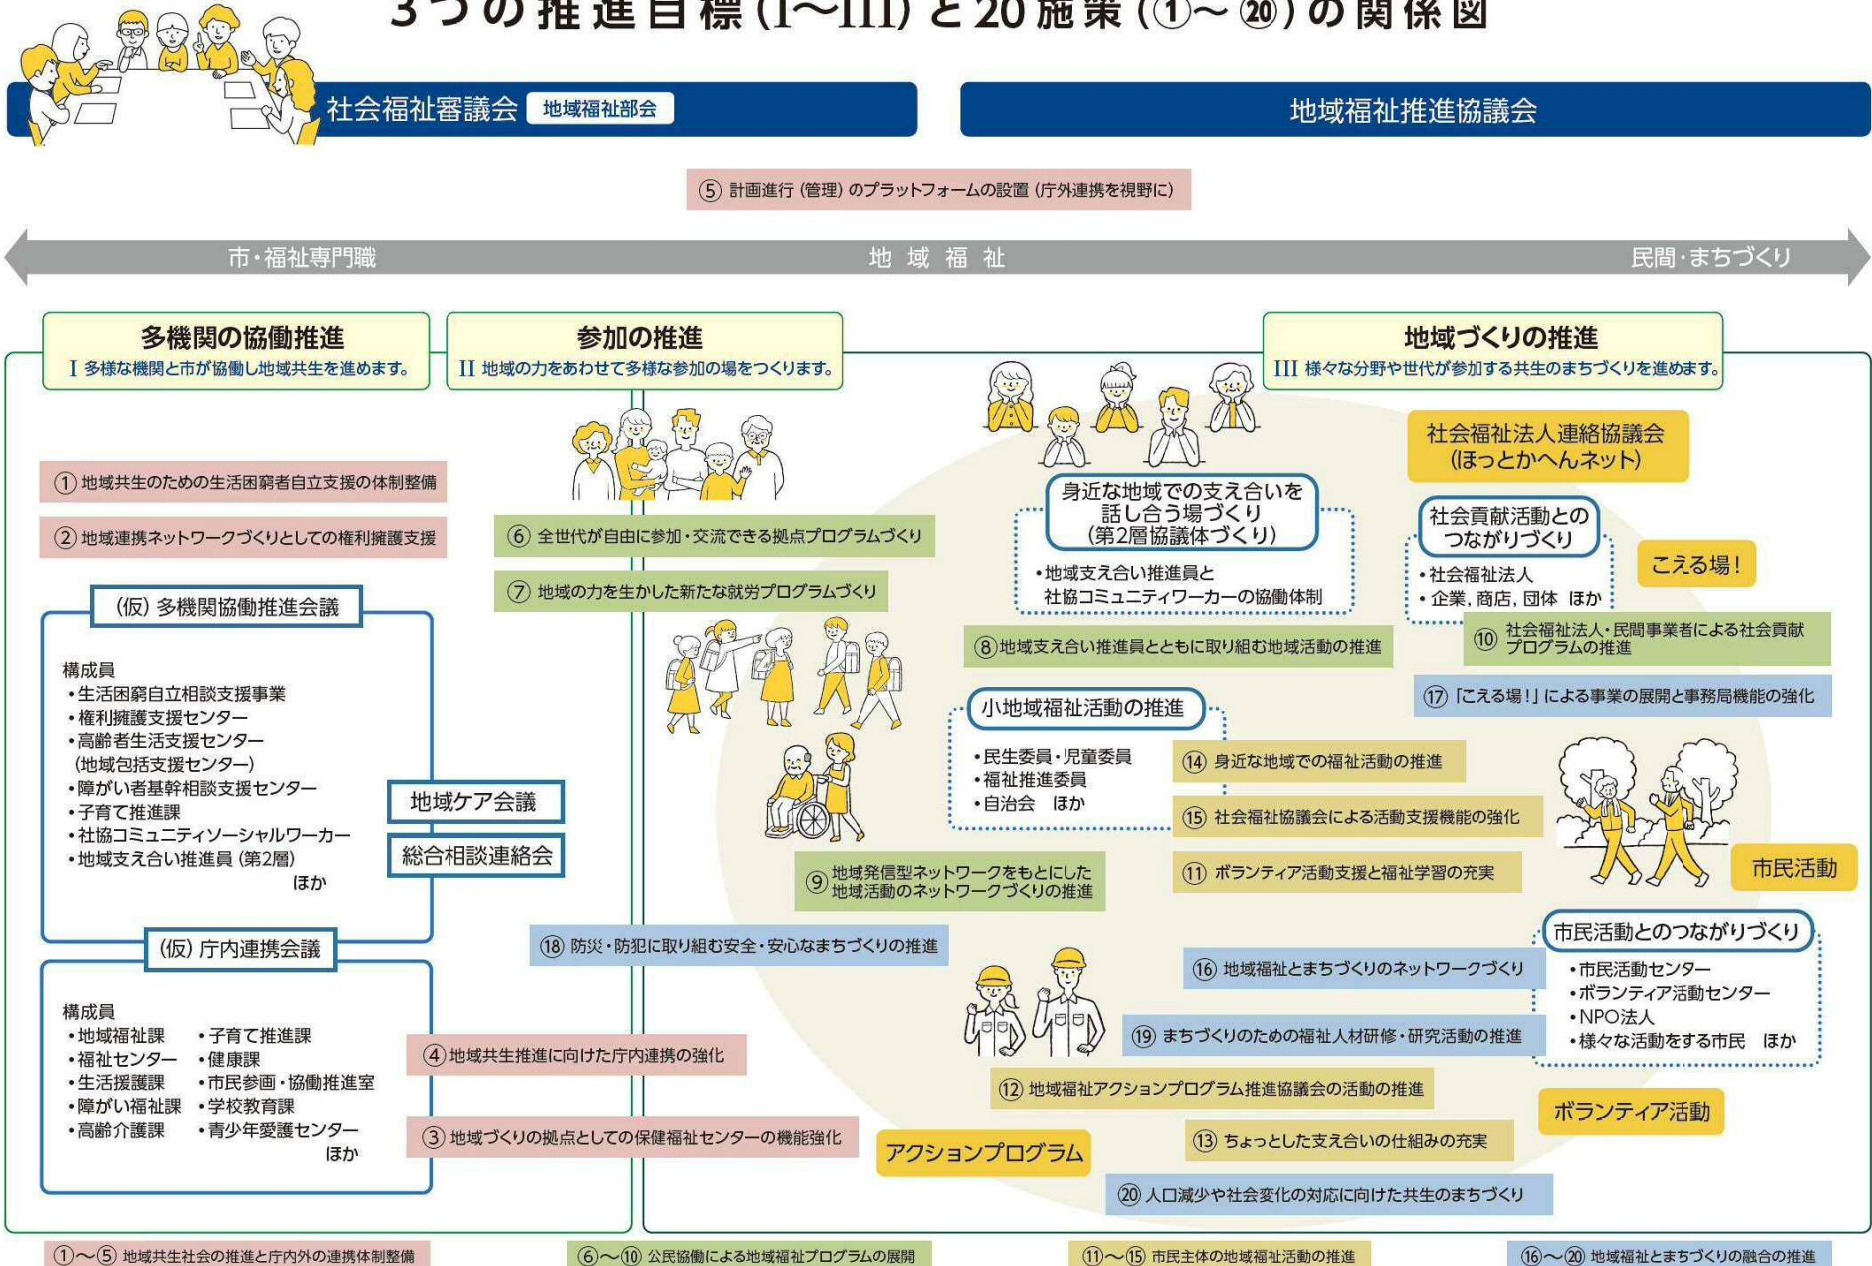 3つの推進目標(I～III)と20施策(①～⑳)の関係図
社会福祉審議会 地域福祉部会
地域福祉推進協議会
⑤ 計画進行（管理）のプラットフォームの設置（庁外連携を視野に）
市・福祉専門職
地域福祉
民間・まちづくり
多機関の協働推進
I 多様な機関と市が協働し地域共生を進めます。
参加の推進
II 地域の力をあわせて多様な参加の場をつくります。
地域づくりの推進
III 様々な分野や世代が参加する共生のまちづくりを進めます。
① 地域共生のための生活困窮者自立支援の体制整備
② 地域連携ネットワークづくりとしての権利擁護支援
(仮) 多機関協働推進会議
構成員
・生活困窮自立相談支援事業
・権利擁護支援センター
・高齢者生活支援センター
(地域包括支援センター)
・障がい者基幹相談支援センター
・子育て推進課
・社協コミュニティソーシャルワーカー
・地域支え合い推進員 (第2層)
ほか
地域ケア会議
総合相談連絡会
(仮) 庁内連携会議
構成員
・地域福祉課 ・子育て推進課
・福祉センター ・健康課
・生活援護課 ・市民参画・協働推進室
・障がい福祉課 ・学校教育課
・高齢介護課 ・青少年愛護センター
ほか
④ 地域共生推進に向けた庁内連携の強化
③ 地域づくりの拠点としての保健福祉センターの機能強化
⑥ 全世代が自由に参加・交流できる拠点プログラムづくり
⑦ 地域の力を生かした新たな就労プログラムづくり
身近な地域での支え合いを
話し合う場づくり
(第2層協議体づくり)
・地域支え合い推進員と
社協コミュニティワーカーの協働体制
⑧ 地域支え合い推進員とともに取り組む地域活動の推進
社会福祉法人連絡協議会
(ほっとかへんネット)
社会貢献活動との
つながりづくり
・社会福祉法人
・企業, 商店, 団体 ほか
こえる場！
⑩ 社会福祉法人・民間事業者による社会貢献
プログラムの推進
⑰ 「こえる場！」による事業の展開と事務局機能の強化
小地域福祉活動の推進
・民生委員・児童委員
・福祉推進委員
・自治会 ほか
⑭ 身近な地域での福祉活動の推進
⑮ 社会福祉協議会による活動支援機能の強化
⑪ ボランティア活動支援と福祉学習の充実
⑨ 地域発信型ネットワークをもとにした
地域活動のネットワークづくりの推進
⑱ 防災・防犯に取り組む安全・安心なまちづくりの推進
市民活動
市民活動とのつながりづくり
・市民活動センター
・ボランティア活動センター
・NPO法人
・様々な活動をする市民 ほか
⑯ 地域福祉とまちづくりのネットワークづくり
⑲ まちづくりのための福祉人材研修・研究活動の推進
⑫ 地域福祉アクションプログラム推進協議会の活動の推進
ボランティア活動
⑬ ちょっとした支え合いの仕組みの充実
アクションプログラム
⑳ 人口減少や社会変化の対応に向けた共生のまちづくり
①～⑤ 地域共生社会の推進と庁内外の連携体制整備
⑥～⑩ 公民協働による地域福祉プログラムの展開
⑪～⑮ 市民主体の地域福祉活動の推進
⑯～⑳ 地域福祉とまちづくりの融合の推進